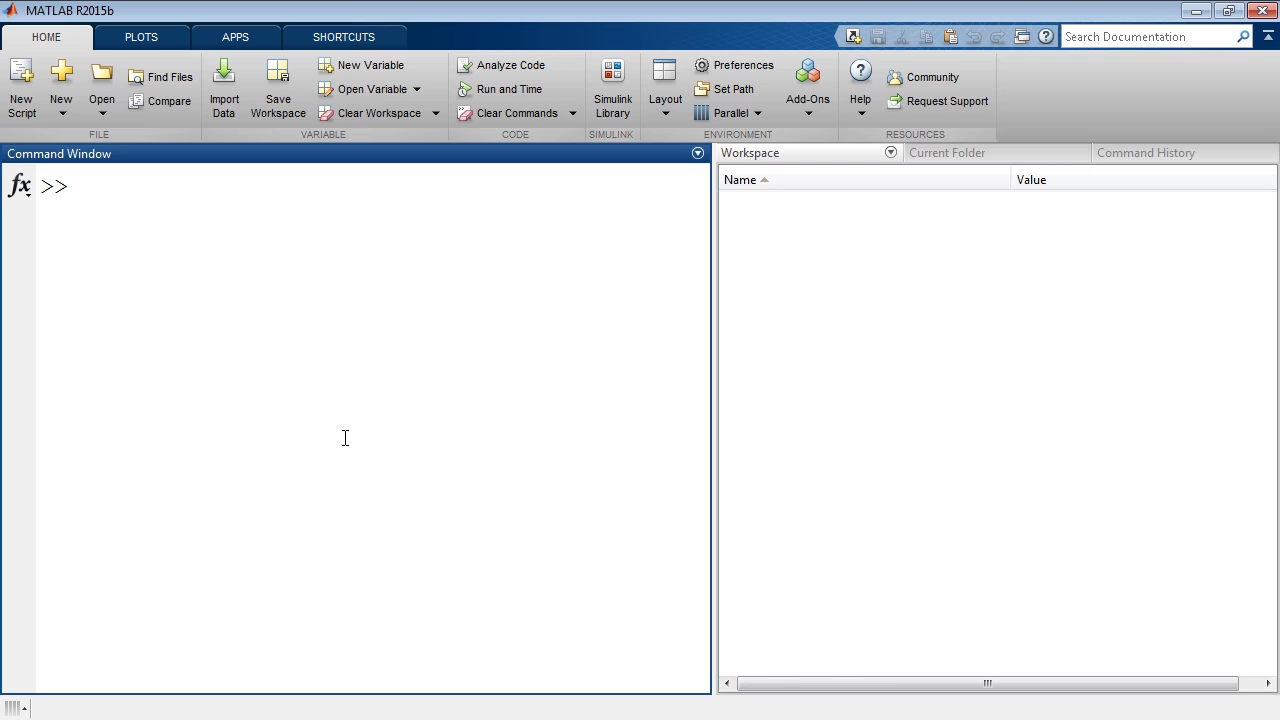 MATLAB R2015b
HOME PLOTS APPS SHORTCUTS
Search Documentation
New Script
New
Open
Find Files
Compare
FILE
Import Data
Save Workspace
New Variable
Open Variable
Clear Workspace
VARIABLE
Analyze Code
Run and Time
Clear Commands
CODE
Simulink Library
SIMULINK
Layout
Preferences
Set Path
Parallel
Add-Ons
ENVIRONMENT
Help
Community
Request Support
RESOURCES
Command Window
fx >>
Workspace Current Folder Command History
Name Value